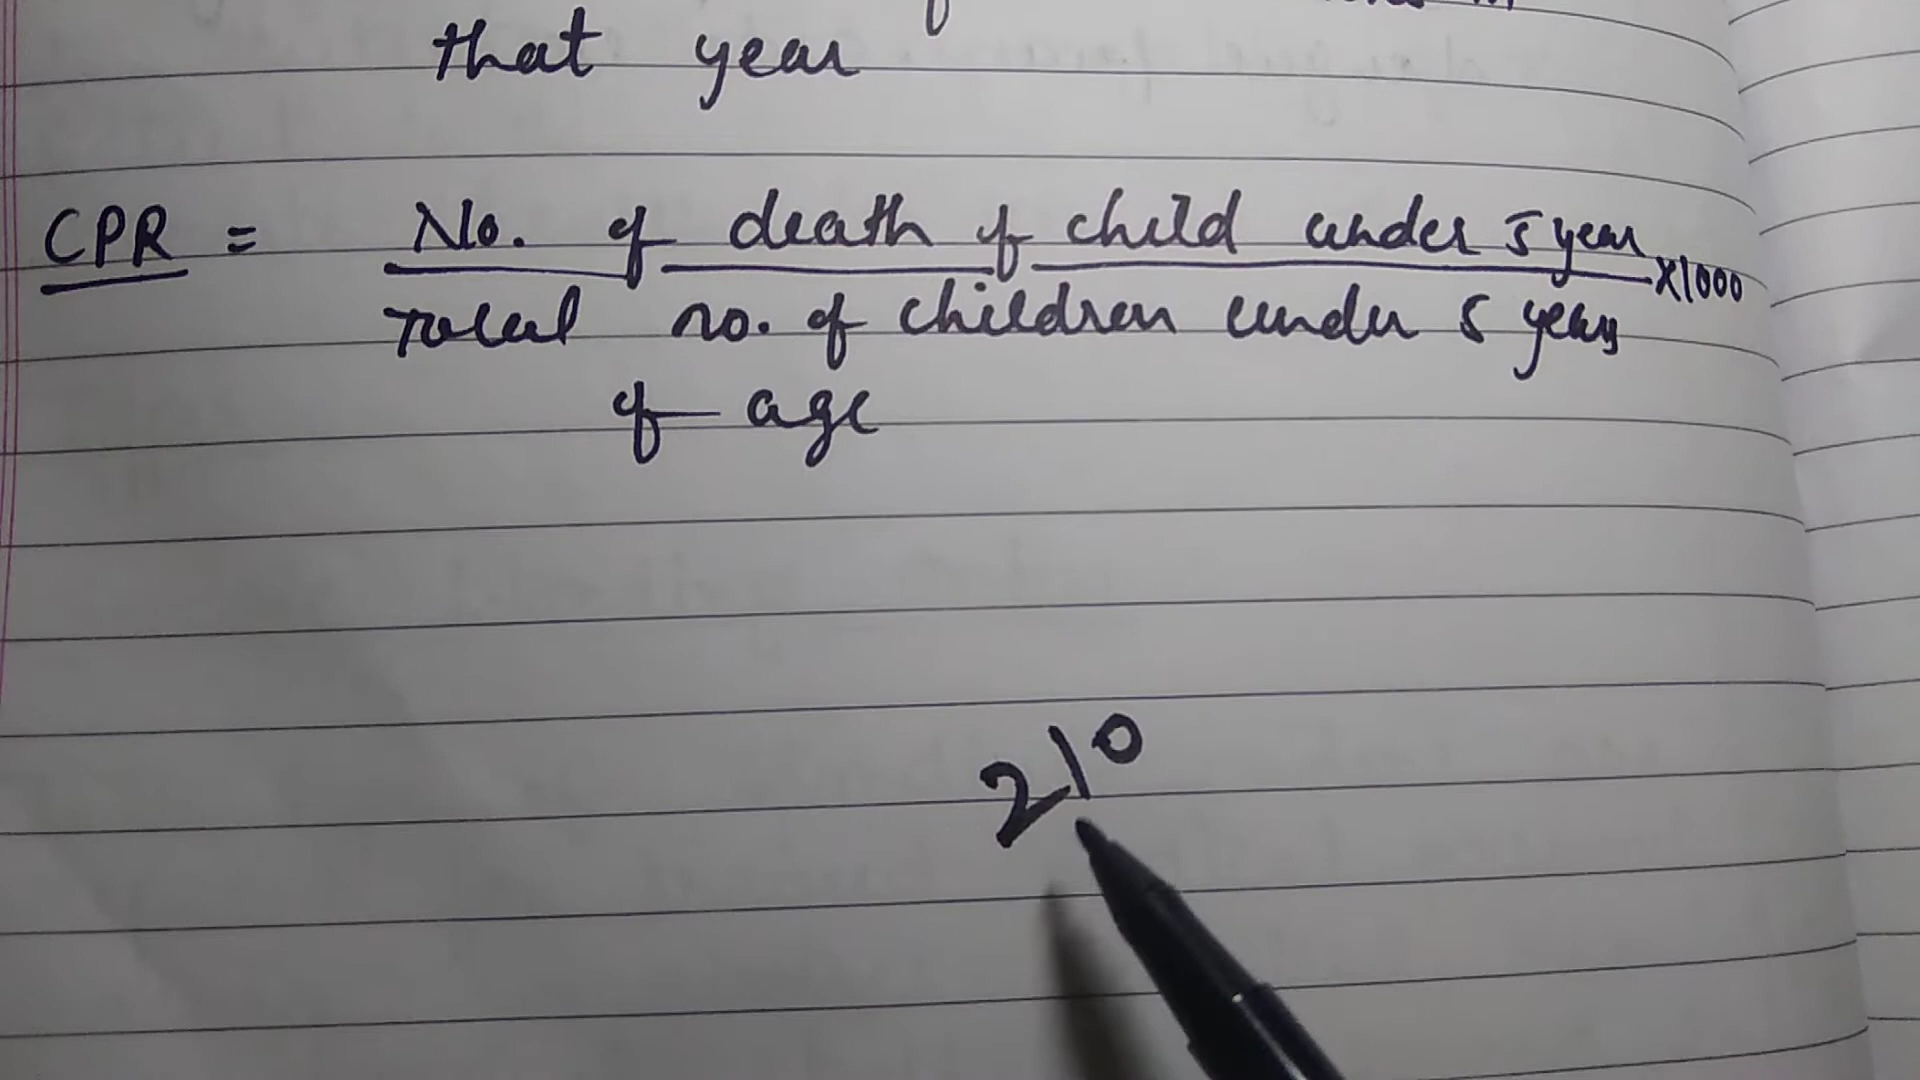 that year
CPR = No. of death of child under 5 year ×1000
Total no. of children under 5 years
of age
210